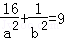 16/a² + 1/b² = 9